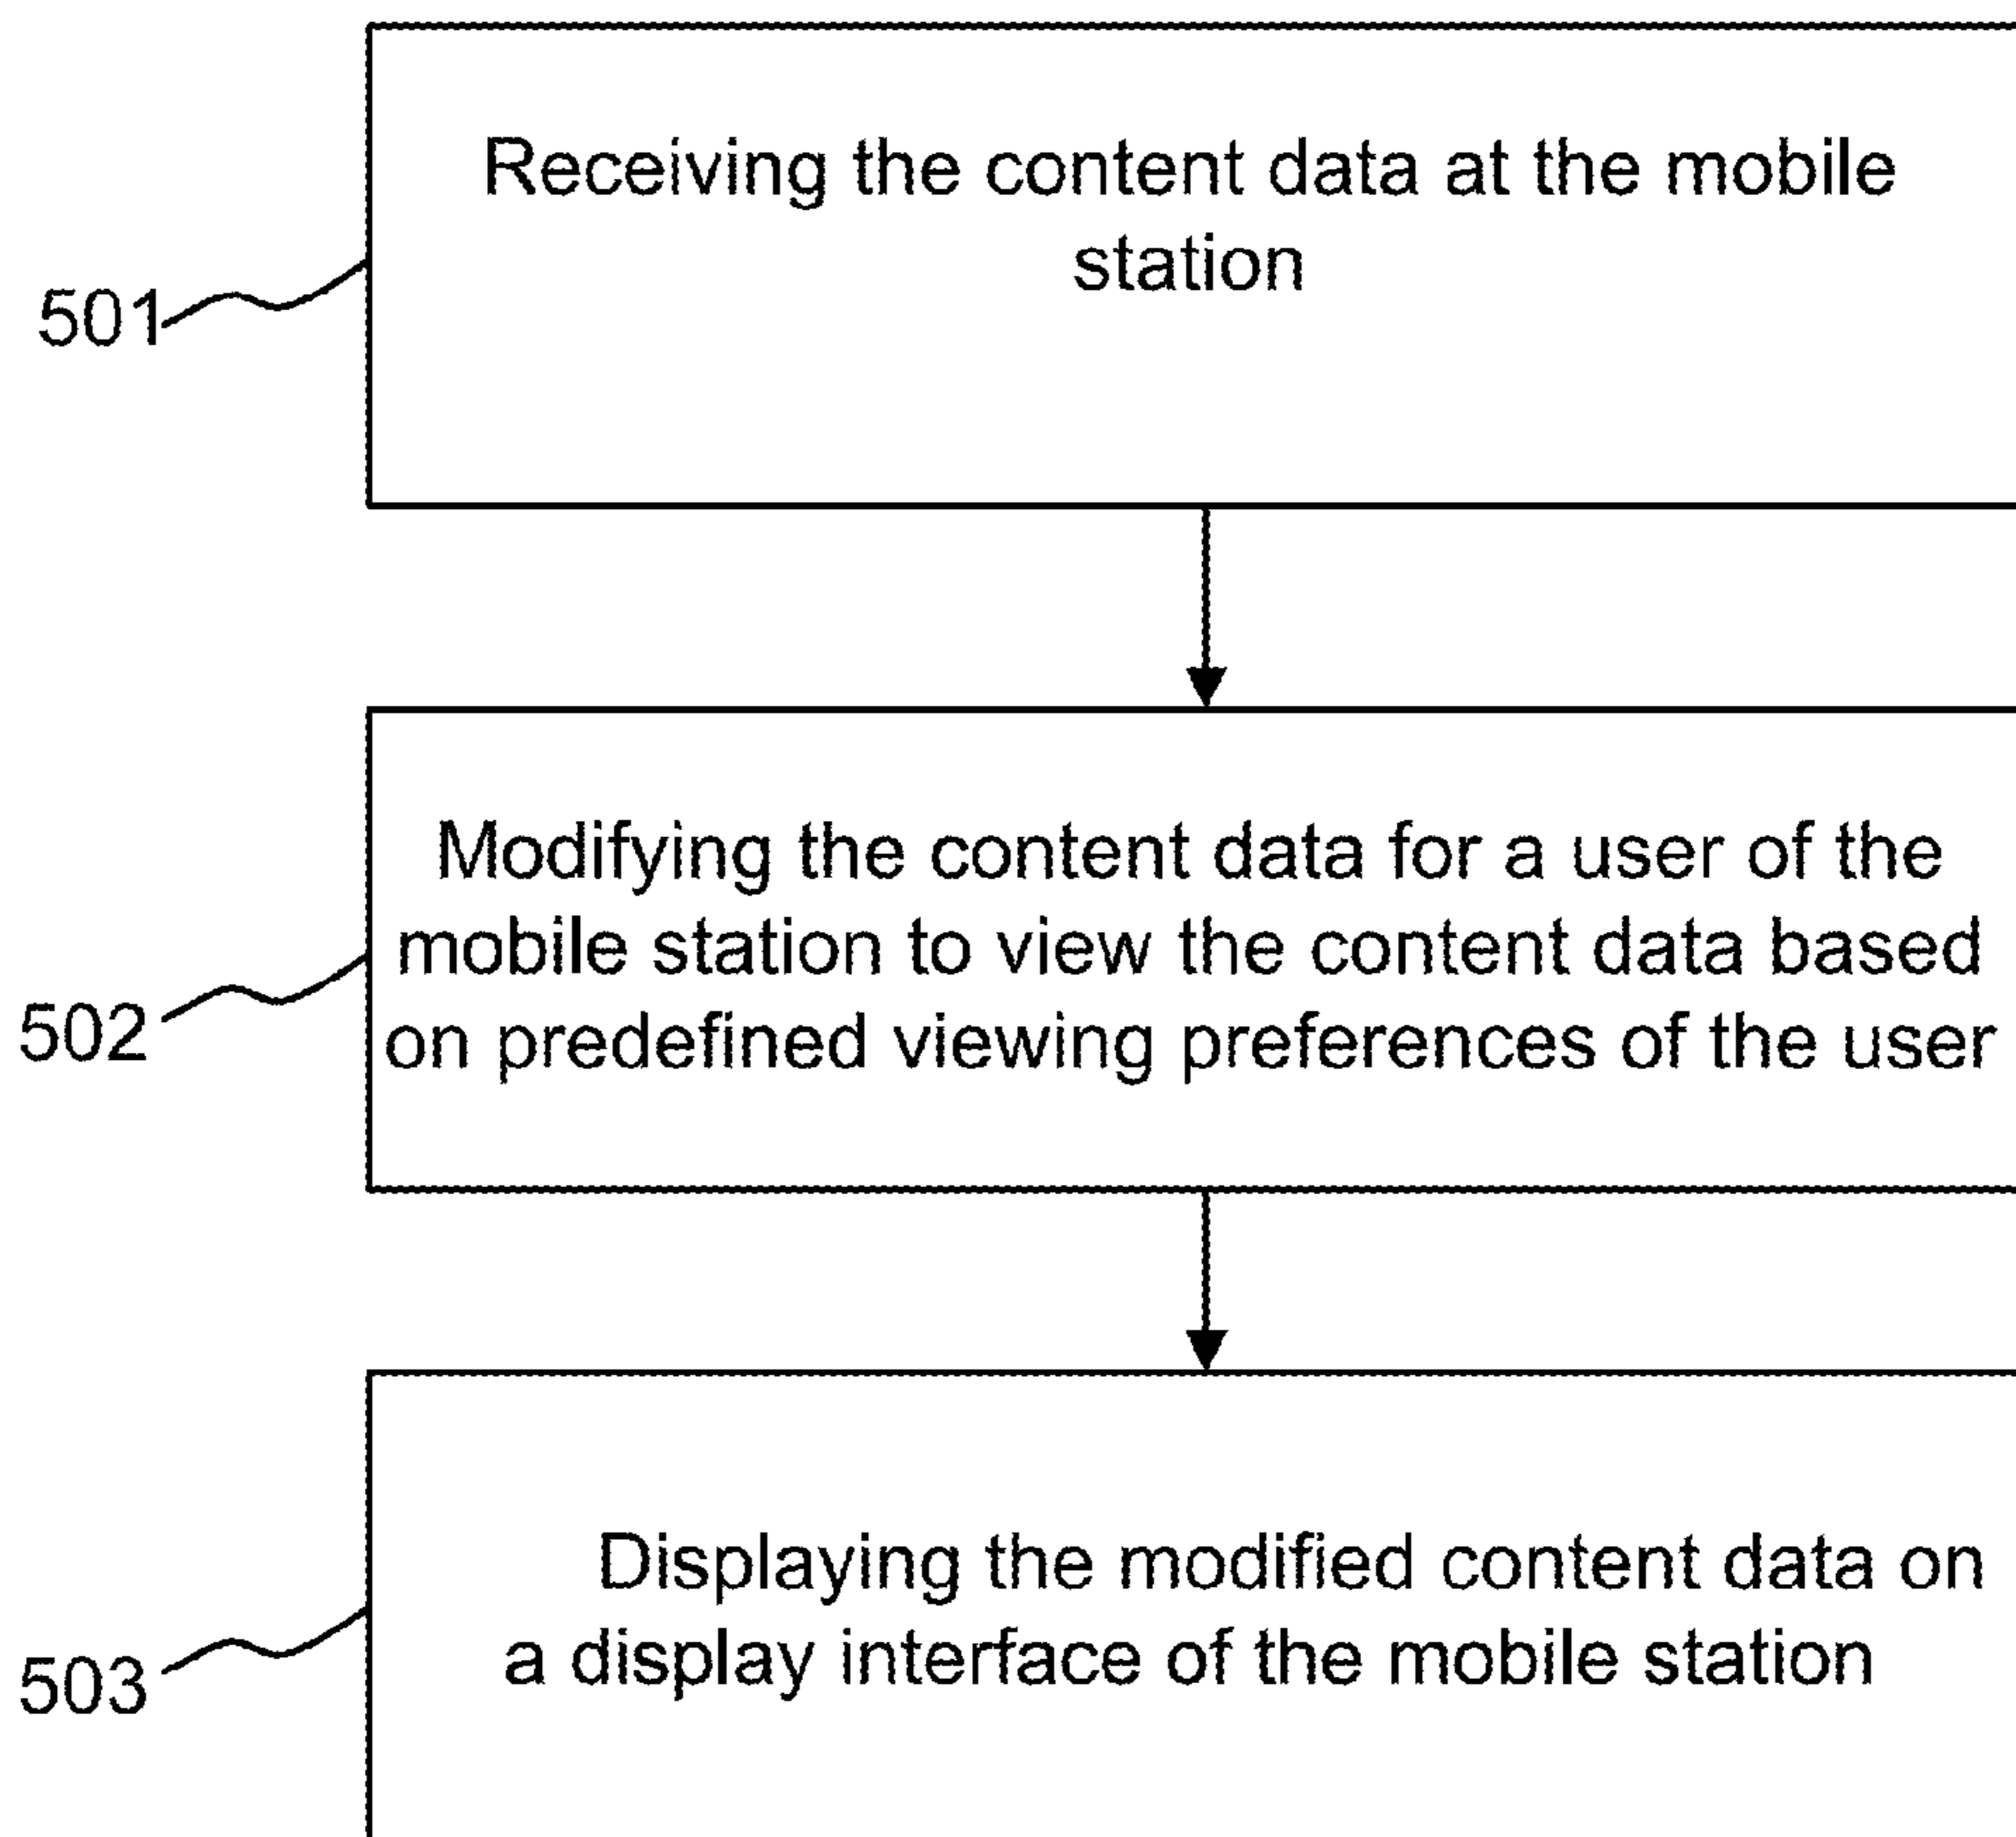 Receiving the content data at the mobile
station
501
Modifying the content data for a user of the
mobile station to view the content data based
on predefined viewing preferences of the user
502
Displaying the modified content data on
a display interface of the mobile station
503